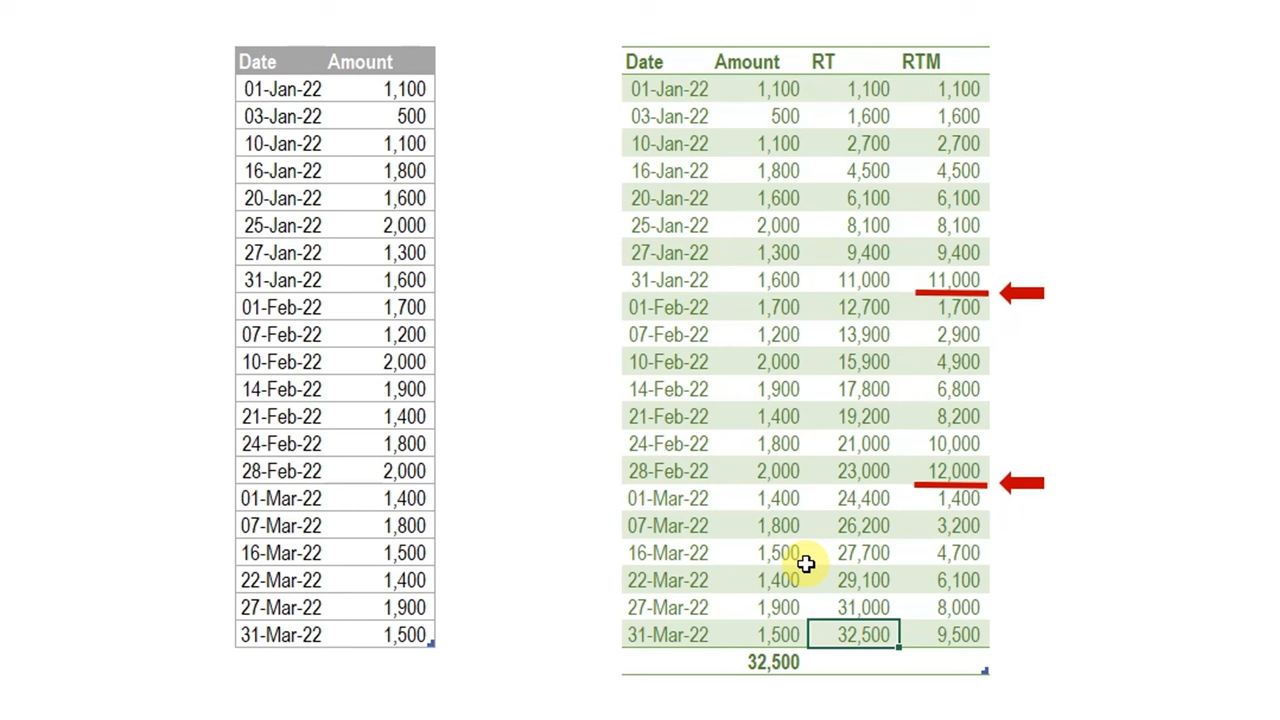 Date Amount
01-Jan-22 1,100
03-Jan-22 500
10-Jan-22 1,100
16-Jan-22 1,800
20-Jan-22 1,600
25-Jan-22 2,000
27-Jan-22 1,300
31-Jan-22 1,600
01-Feb-22 1,700
07-Feb-22 1,200
10-Feb-22 2,000
14-Feb-22 1,900
21-Feb-22 1,400
24-Feb-22 1,800
28-Feb-22 2,000
01-Mar-22 1,400
07-Mar-22 1,800
16-Mar-22 1,500
22-Mar-22 1,400
27-Mar-22 1,900
31-Mar-22 1,500
Date Amount RT RTM
01-Jan-22 1,100 1,100 1,100
03-Jan-22 500 1,600 1,600
10-Jan-22 1,100 2,700 2,700
16-Jan-22 1,800 4,500 4,500
20-Jan-22 1,600 6,100 6,100
25-Jan-22 2,000 8,100 8,100
27-Jan-22 1,300 9,400 9,400
31-Jan-22 1,600 11,000 11,000
01-Feb-22 1,700 12,700 1,700
07-Feb-22 1,200 13,900 2,900
10-Feb-22 2,000 15,900 4,900
14-Feb-22 1,900 17,800 6,800
21-Feb-22 1,400 19,200 8,200
24-Feb-22 1,800 21,000 10,000
28-Feb-22 2,000 23,000 12,000
01-Mar-22 1,400 24,400 1,400
07-Mar-22 1,800 26,200 3,200
16-Mar-22 1,500 27,700 4,700
22-Mar-22 1,400 29,100 6,100
27-Mar-22 1,900 31,000 8,000
31-Mar-22 1,500 32,500 9,500
32,500